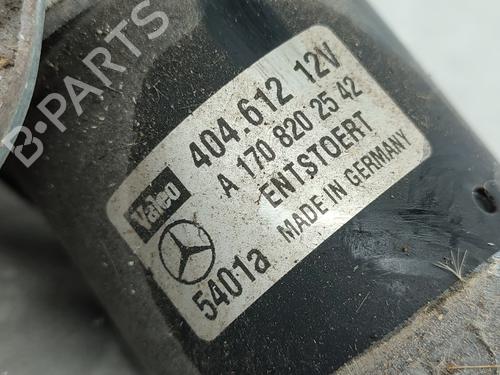 B-PARTS
Valeo
404.612 12V
A 170 820 25 42
ENTSTOERT
MADE IN GERMANY
5401a